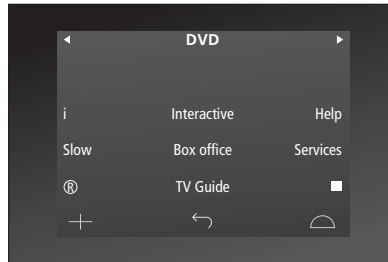 DVD
i Interactive Help
Slow Box office Services
® TV Guide